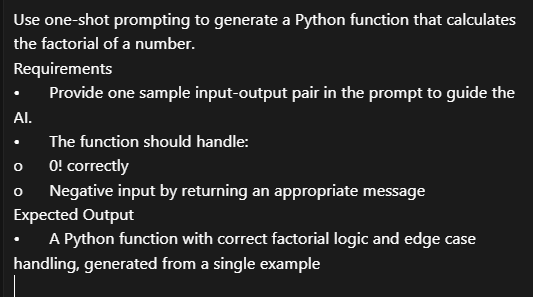 Use one-shot prompting to generate a Python function that calculates
the factorial of a number.
Requirements
• Provide one sample input-output pair in the prompt to guide the
AI.
• The function should handle:
o 0! correctly
o Negative input by returning an appropriate message
Expected Output
• A Python function with correct factorial logic and edge case
handling, generated from a single example